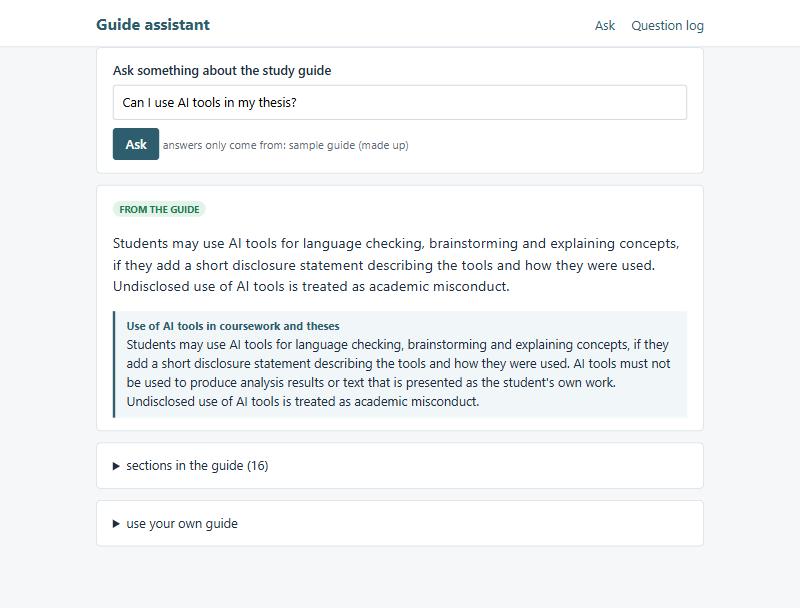 Guide assistant
Ask Question log
Ask something about the study guide
Can I use AI tools in my thesis?
Ask answers only come from: sample guide (made up)
FROM THE GUIDE
Students may use AI tools for language checking, brainstorming and explaining concepts,
if they add a short disclosure statement describing the tools and how they were used.
Undisclosed use of AI tools is treated as academic misconduct.
Use of AI tools in coursework and theses
Students may use AI tools for language checking, brainstorming and explaining concepts, if they
add a short disclosure statement describing the tools and how they were used. AI tools must not
be used to produce analysis results or text that is presented as the student's own work.
Undisclosed use of AI tools is treated as academic misconduct.
sections in the guide (16)
use your own guide